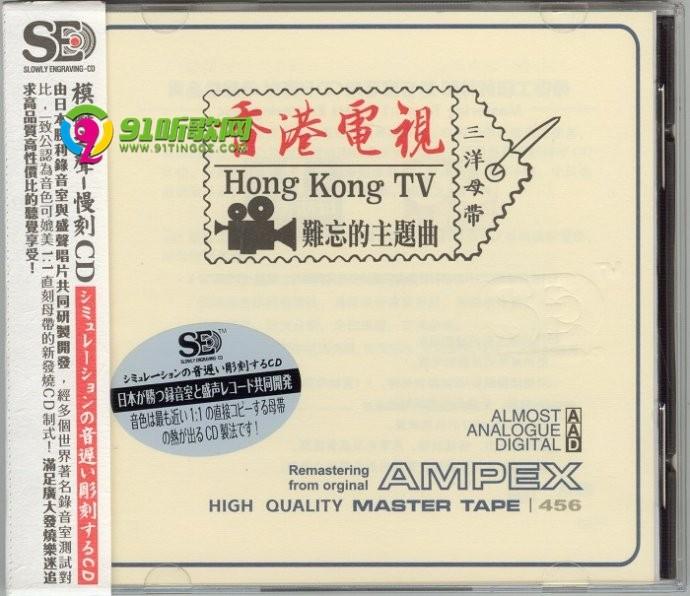 SE
SLOWLY ENGRAVING-CD
模
聲-慢刻CD
シミュレーションの音遅い彫刻するCD
由日本勝利錄音室與盛聲唱片共同研製開發,經多個世界著名錄音室測試對
比,一致公認為音色可媲美1:1直刻母帶的新發燒CD制式!滿足廣大發燒樂迷追
求高品質高性價比的聽覺享受!
91听歌网
WWW.91TINGGE.COM
香港電視
Hong Kong TV
難忘的主題曲
三洋母帶
SE TM
SLOWLY ENGRAVING-CD
シミュレーションの音遅い彫刻するCD
日本が勝つ録音室と盛声レコード共同開発
音色は最も近い1:1の直接コピーする母帯
の熱が出るCD製法です!
ALMOST
ANALOGUE
DIGITAL
AAD
Remastering
from orginal
AMPEX
HIGH QUALITY MASTER TAPE | 456